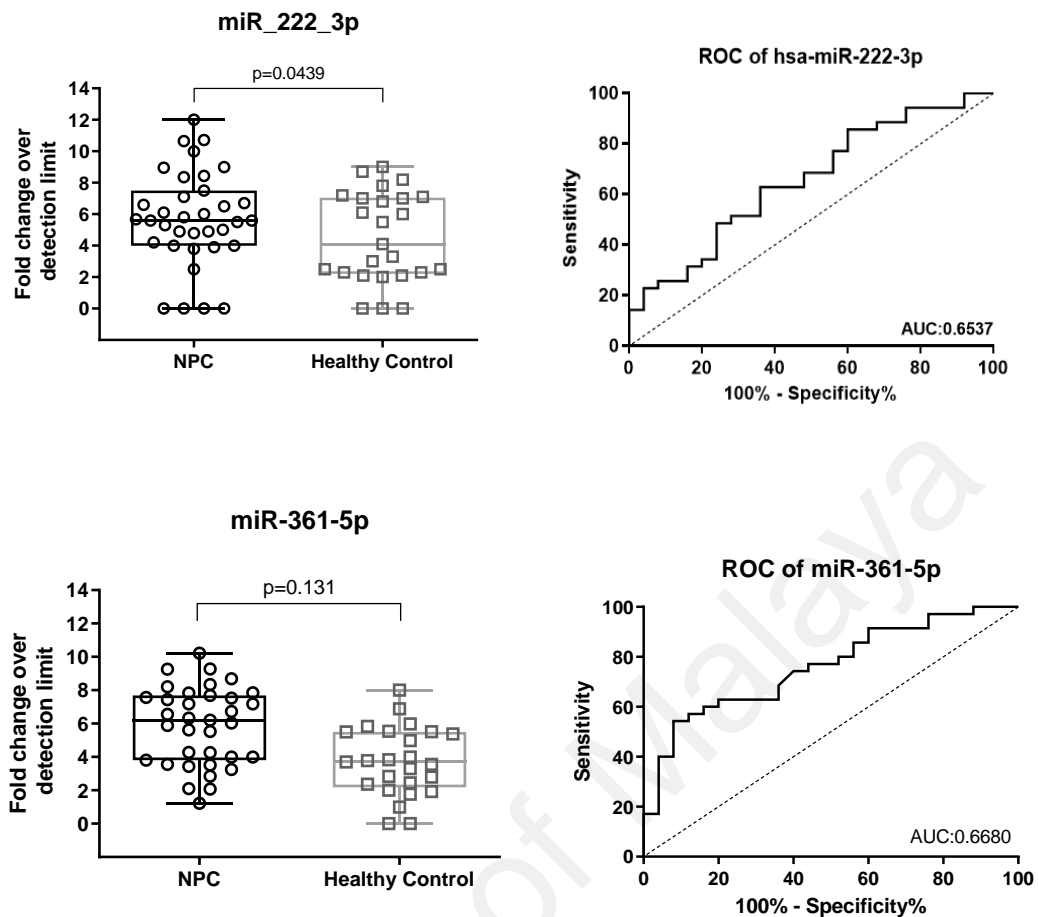 miR_222_3p
p=0.0439
Fold change over
detection limit
14
12
10
8
6
4
2
0
NPC
Healthy Control
ROC of hsa-miR-222-3p
Sensitivity
100
80
60
40
20
0
AUC:0.6537
0 20 40 60 80 100
100% - Specificity%
miR-361-5p
p=0.131
Fold change over
detection limit
14
12
10
8
6
4
2
0
NPC
Healthy Control
ROC of miR-361-5p
Sensitivity
100
80
60
40
20
0
AUC:0.6680
0 20 40 60 80 100
100% - Specificity%
of Malaya